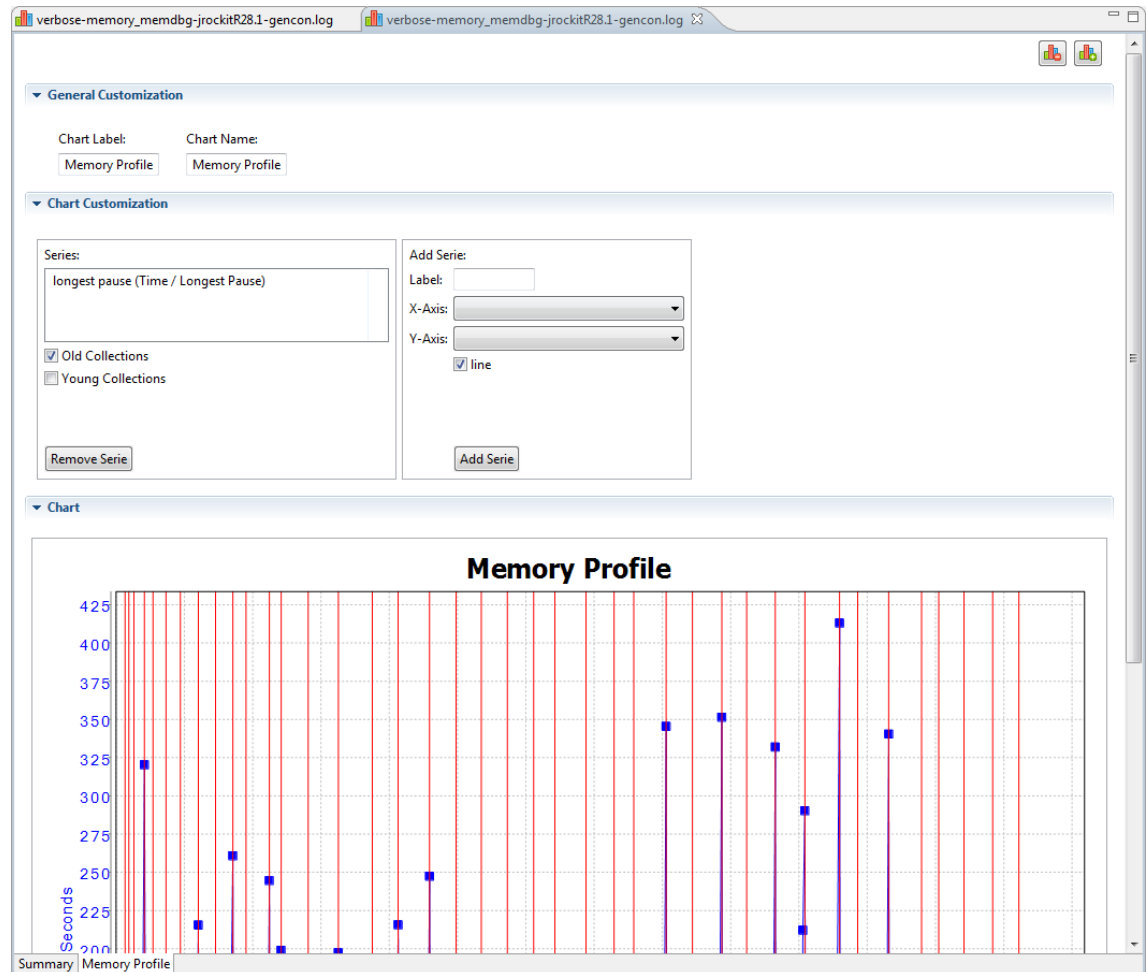 verbose-memory_memdbg-jrockitR28.1-gencon.log
verbose-memory_memdbg-jrockitR28.1-gencon.log
General Customization
Chart Label:
Chart Name:
Memory Profile
Memory Profile
Chart Customization
Series:
longest pause (Time / Longest Pause)
Old Collections
Young Collections
Remove Serie
Add Serie:
Label:
X-Axis:
Y-Axis:
line
Add Serie
Chart
Memory Profile
425
400
375
350
325
300
275
250
225
200
Seconds
Summary
Memory Profile